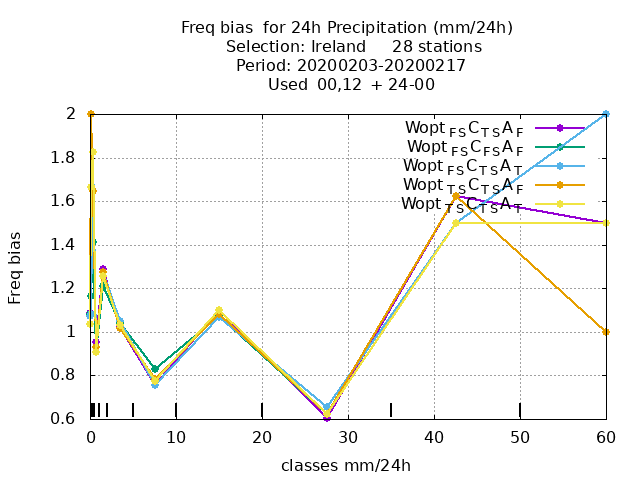 Freq bias  for 24h Precipitation (mm/24h)
Selection: Ireland     28 stations
Period: 20200203-20200217
Used  00,12  + 24-00
Wopt FS C TS A F
Wopt FS C FS A F
Wopt FS C TS A T
Wopt TS C TS A F
Wopt TS C TS A T
Freq bias
2
1.8
1.6
1.4
1.2
1
0.8
0.6
0 10 20 30 40 50 60
classes mm/24h